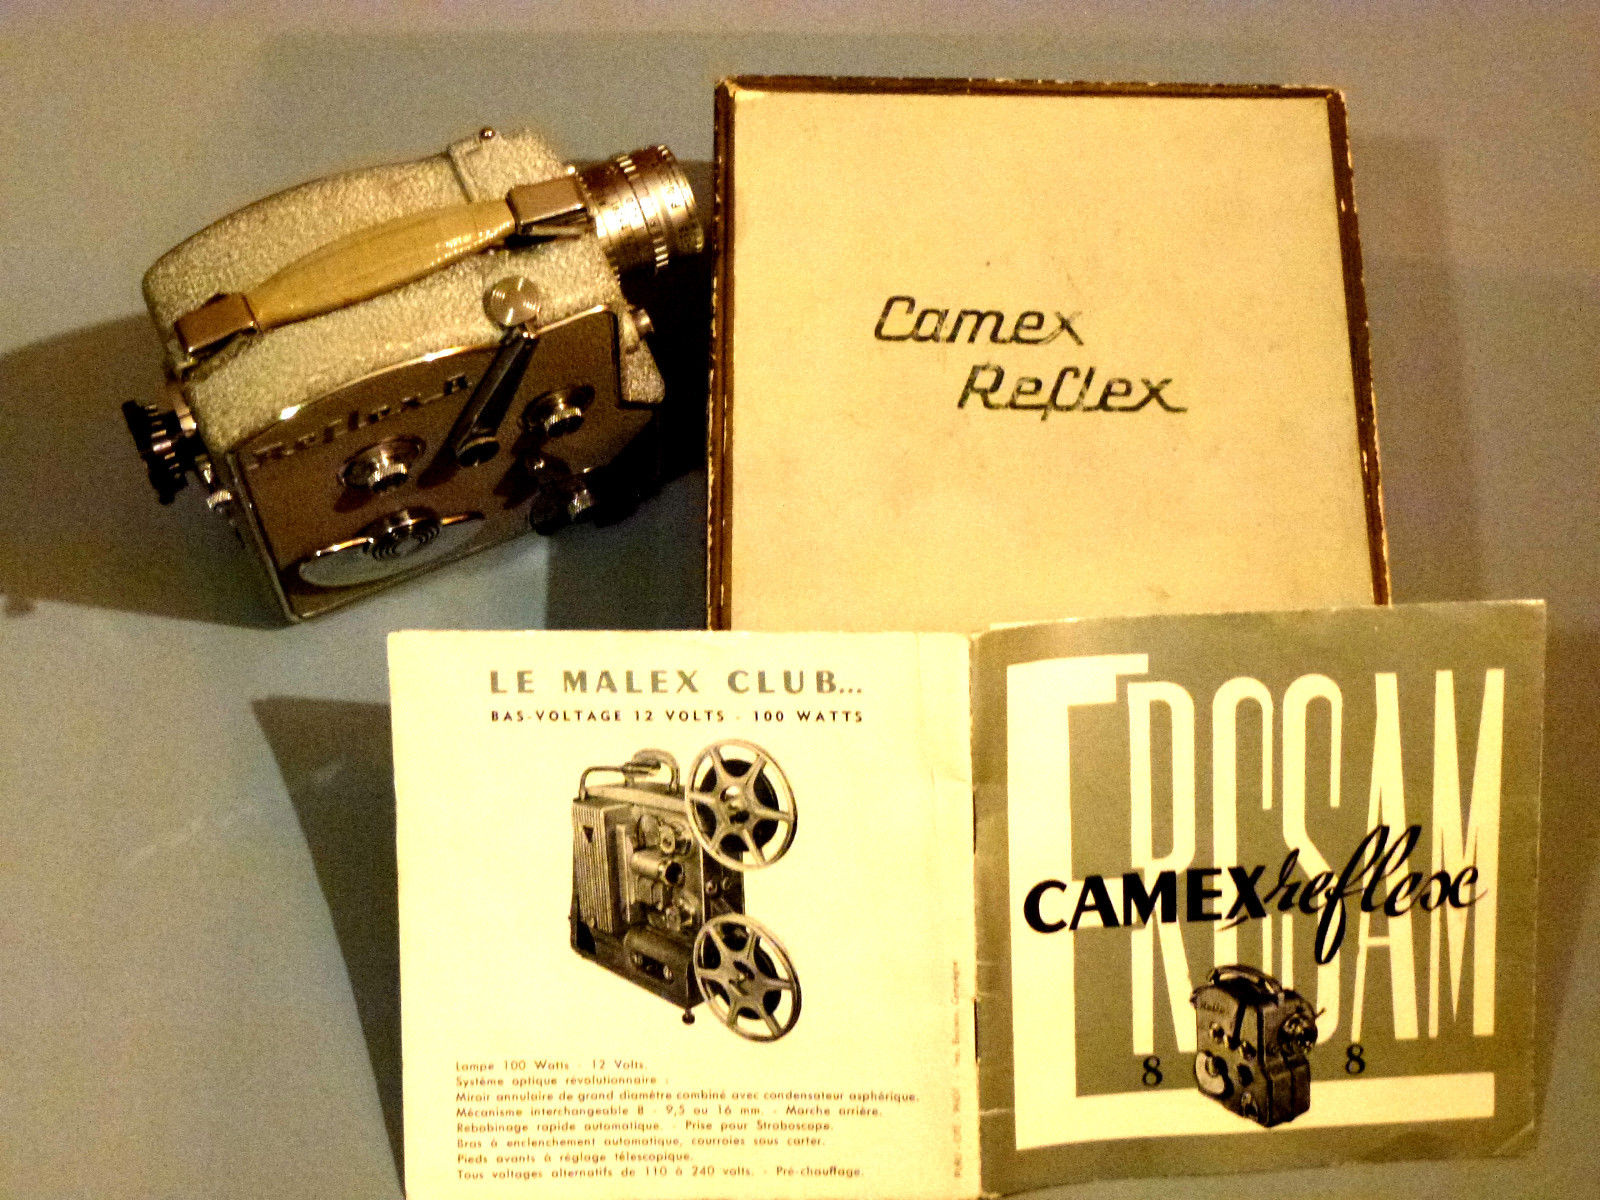 Reflex 8
Camex
Reflex
LE MALEX CLUB...
BAS-VOLTAGE 12 VOLTS - 100 WATTS
Lampe 100 Watts - 12 Volts.
Système optique révolutionnaire :
Miroir annulaire de grand diamètre combiné avec condensateur asphérique.
Mécanisme interchangeable 8 - 9,5 ou 16 mm. - Marche arrière.
Rebobinage rapide automatique. - Prise pour Stroboscope.
Bras à enclenchement automatique, courroies sous carter.
Pieds avants à réglage télescopique.
Tous voltages alternatifs de 110 à 240 volts. - Pré-chauffage.
ERCSAM
CAMEX reflex
8 8